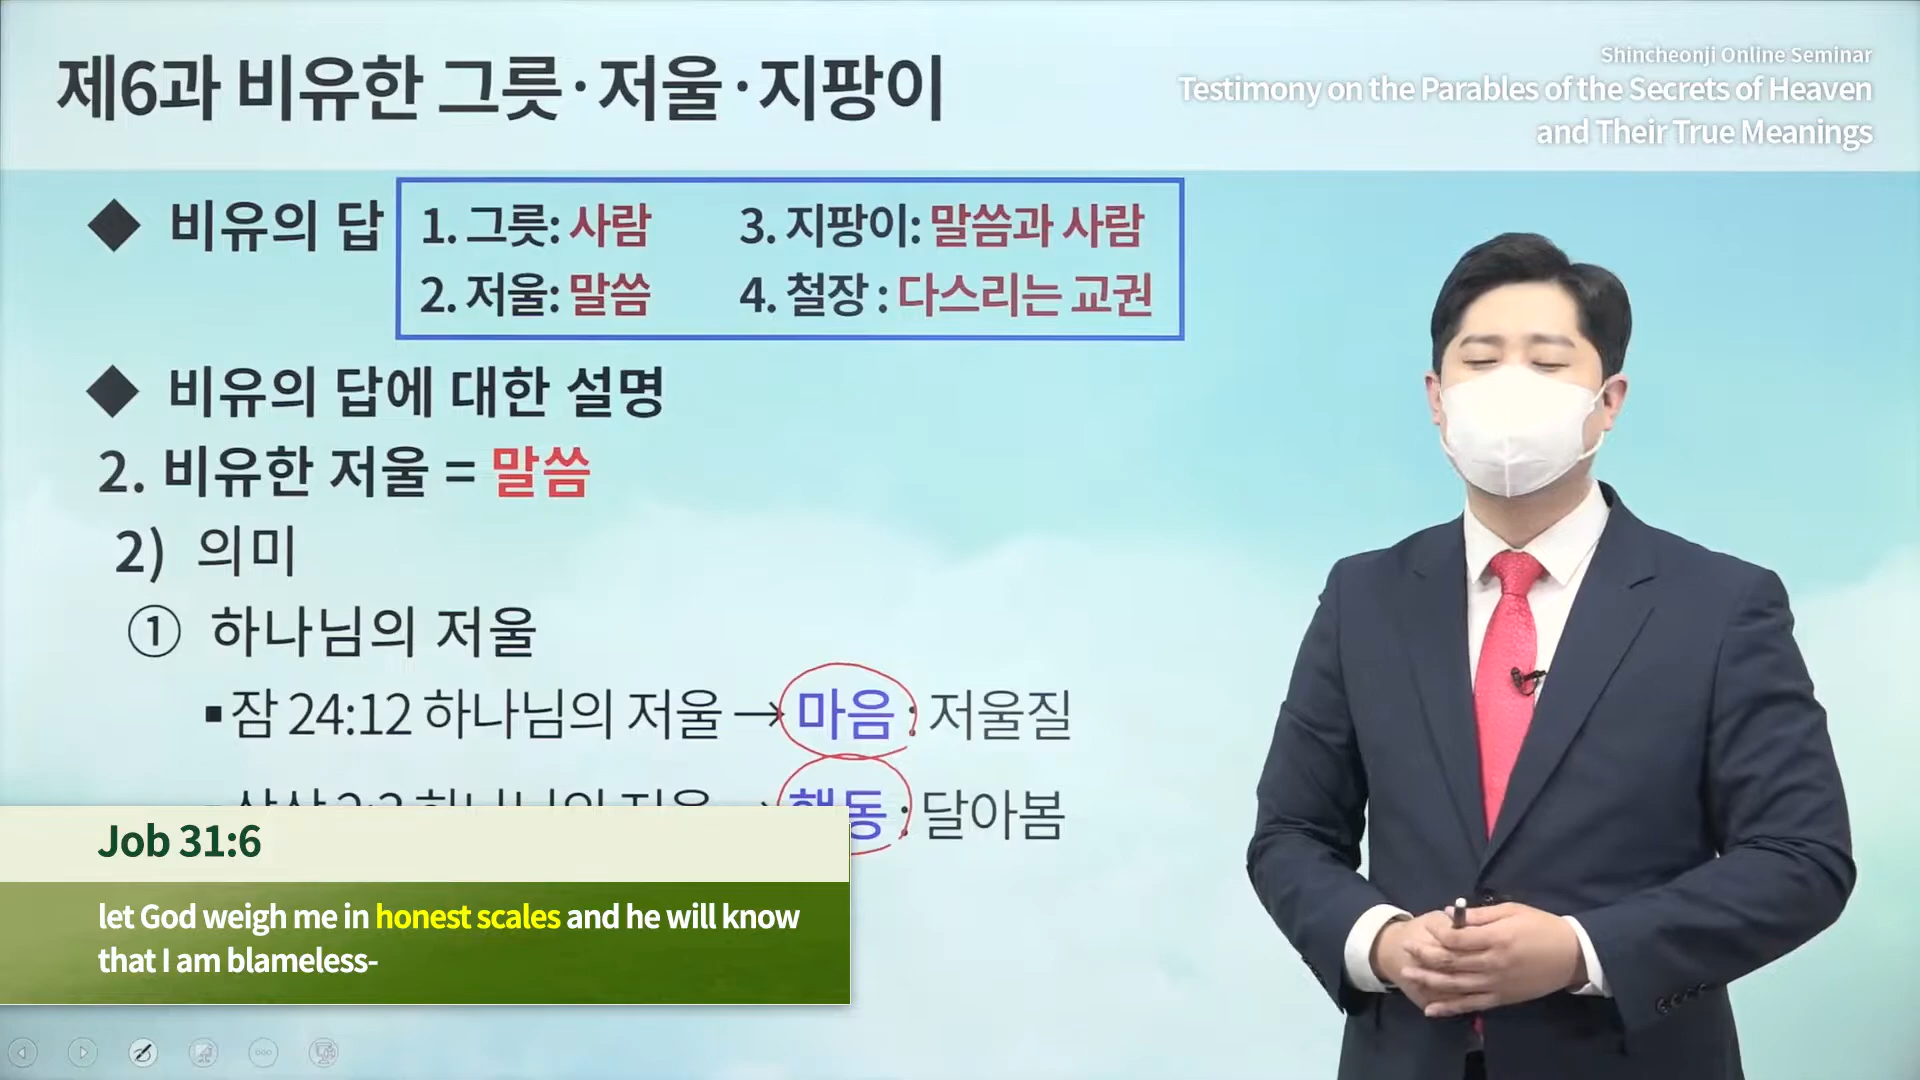 제6과 비유한 그릇·저울·지팡이
Shincheonji Online Seminar
Testimony on the Parables of the Secrets of Heaven
and Their True Meanings
◆ 비유의 답
1. 그릇: 사람
3. 지팡이: 말씀과 사람
2. 저울: 말씀
4. 철장 : 다스리는 교권
◆ 비유의 답에 대한 설명
2. 비유한 저울 = 말씀
2) 의미
① 하나님의 저울
▪잠 24:12 하나님의 저울 → 마음 : 저울질
하나님의 저울 → 행동 : 달아봄
Job 31:6
let God weigh me in honest scales and he will know
that I am blameless-